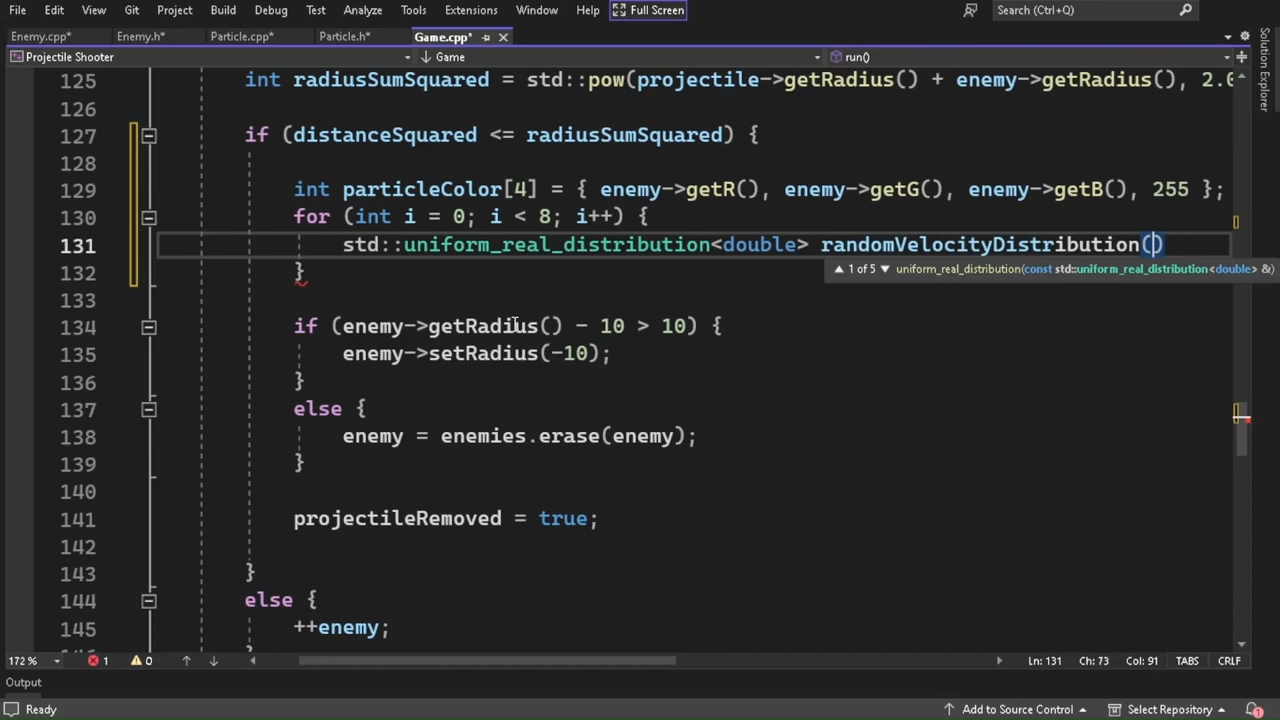 File Edit View Git Project Build Debug Test Analyze Tools Extensions Window Help Full Screen Search (Ctrl+Q)
Enemy.cpp* Enemy.h* Particle.cpp* Particle.h* Game.cpp*
Projectile Shooter Game run()
125 int radiusSumSquared = std::pow(projectile->getRadius() + enemy->getRadius(), 2.0
126
127 if (distanceSquared <= radiusSumSquared) {
128
129 int particleColor[4] = { enemy->getR(), enemy->getG(), enemy->getB(), 255 };
130 for (int i = 0; i < 8; i++) {
131 std::uniform_real_distribution<double> randomVelocityDistribution()
132 }
1 of 5 uniform_real_distribution(const std::uniform_real_distribution<double> &)
133
134 if (enemy->getRadius() - 10 > 10) {
135 enemy->setRadius(-10);
136 }
137 else {
138 enemy = enemies.erase(enemy);
139 }
140
141 projectileRemoved = true;
142
143 }
144 else {
145 ++enemy;
172 % 1 0 Ln: 131 Ch: 73 Col: 91 TABS CRLF
Output
Ready Add to Source Control Select Repository 1
Solution Explorer